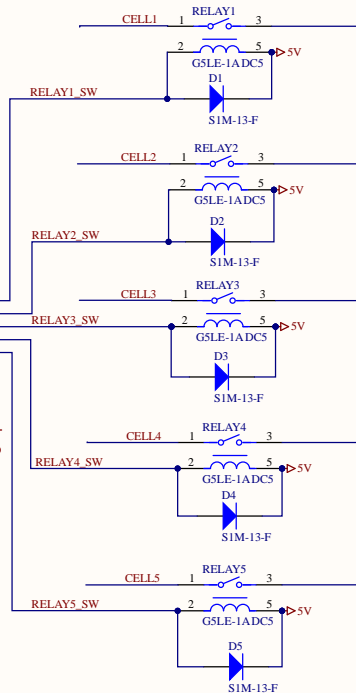 CELL1 1 RELAY1 3
2 5 5V
G5LE-1ADC5
D1
RELAY1_SW
S1M-13-F
CELL2 1 RELAY2 3
2 5 5V
G5LE-1ADC5
D2
RELAY2_SW
S1M-13-F
CELL3 1 RELAY3 3
RELAY3_SW 2 5 5V
G5LE-1ADC5
D3
S1M-13-F
CELL4 1 RELAY4 3
RELAY4_SW 2 5 5V
G5LE-1ADC5
D4
S1M-13-F
CELL5 1 RELAY5 3
RELAY5_SW 2 5 5V
G5LE-1ADC5
D5
S1M-13-F